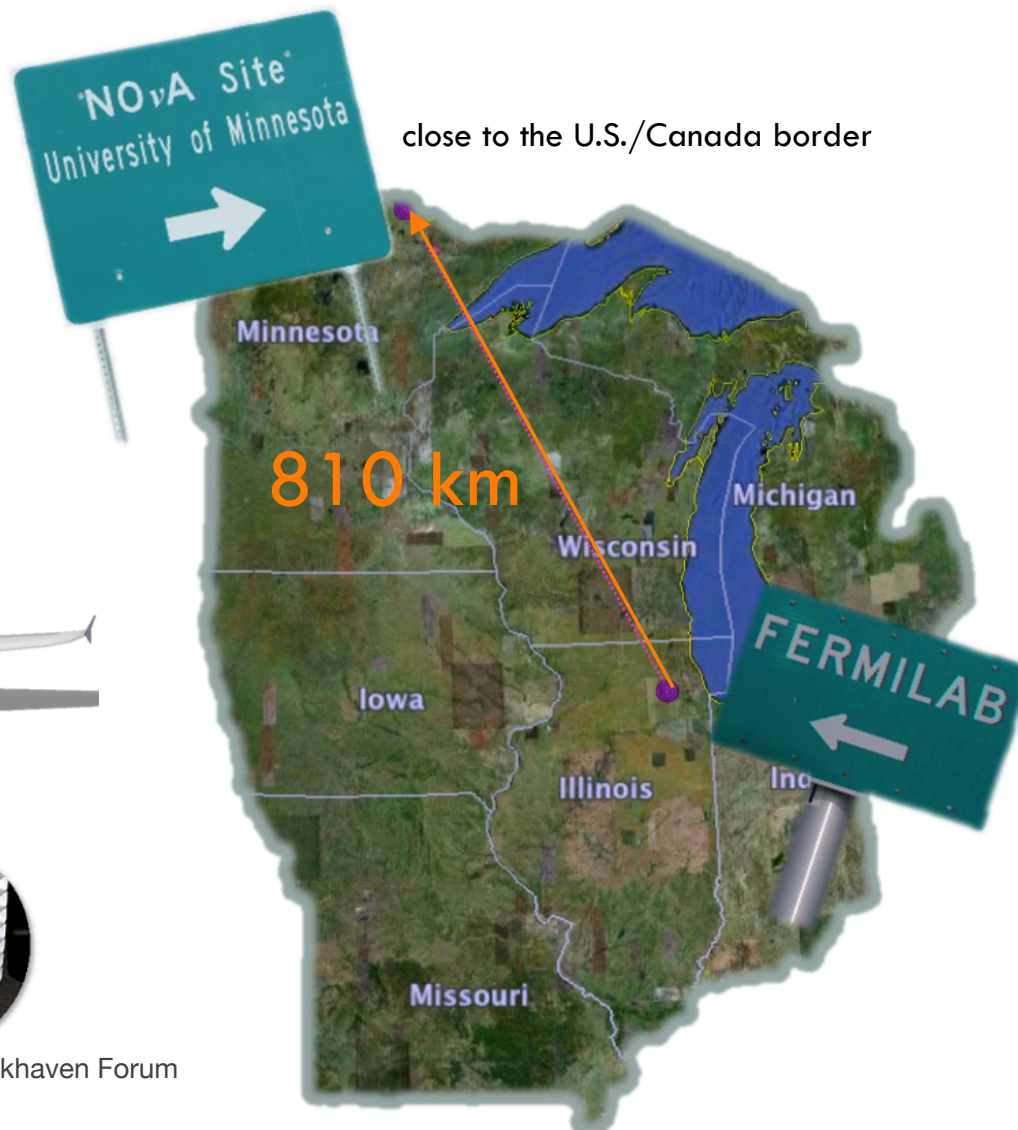 NOνA Site
University of Minnesota
close to the U.S./Canada border
Minnesota
810 km
Michigan
Wisconsin
FERMILAB
Iowa
Illinois
Ind
Missouri
khaven Forum